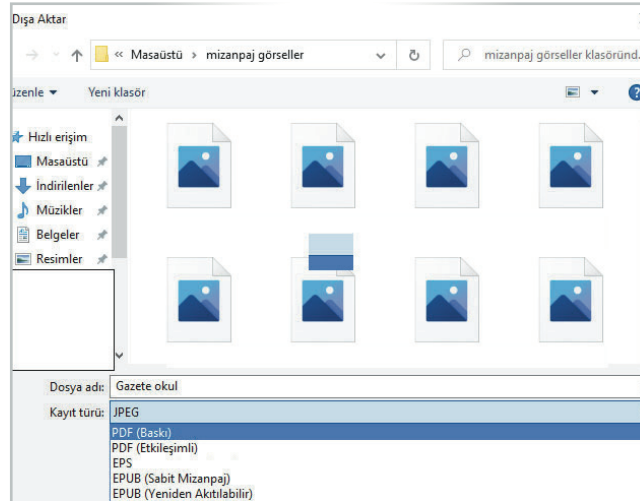 Dışa Aktar
« Masaüstü › mizanpaj görseller
mizanpaj görseller klasöründ.
üzenle
Yeni klasör
Hızlı erişim
Masaüstü
İndirilenler
Müzikler
Belgeler
Resimler
Dosya adı: Gazete okul
Kayıt türü: JPEG
PDF (Baskı)
PDF (Etkileşimli)
EPS
EPUB (Sabit Mizanpaj)
EPUB (Yeniden Akıtılabilir)